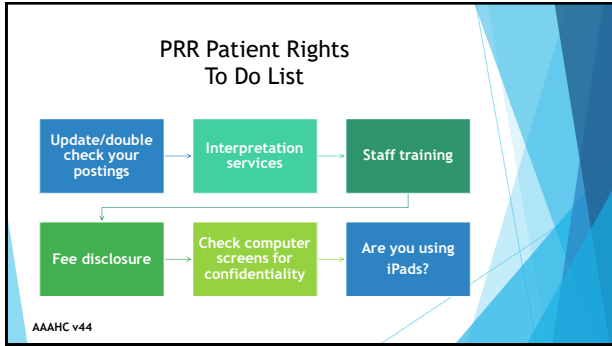 PRR Patient Rights
To Do List
Update/double
check your
postings
Interpretation
services
Staff training
Fee disclosure
Check computer
screens for
confidentiality
Are you using
iPads?
AAAHC v44